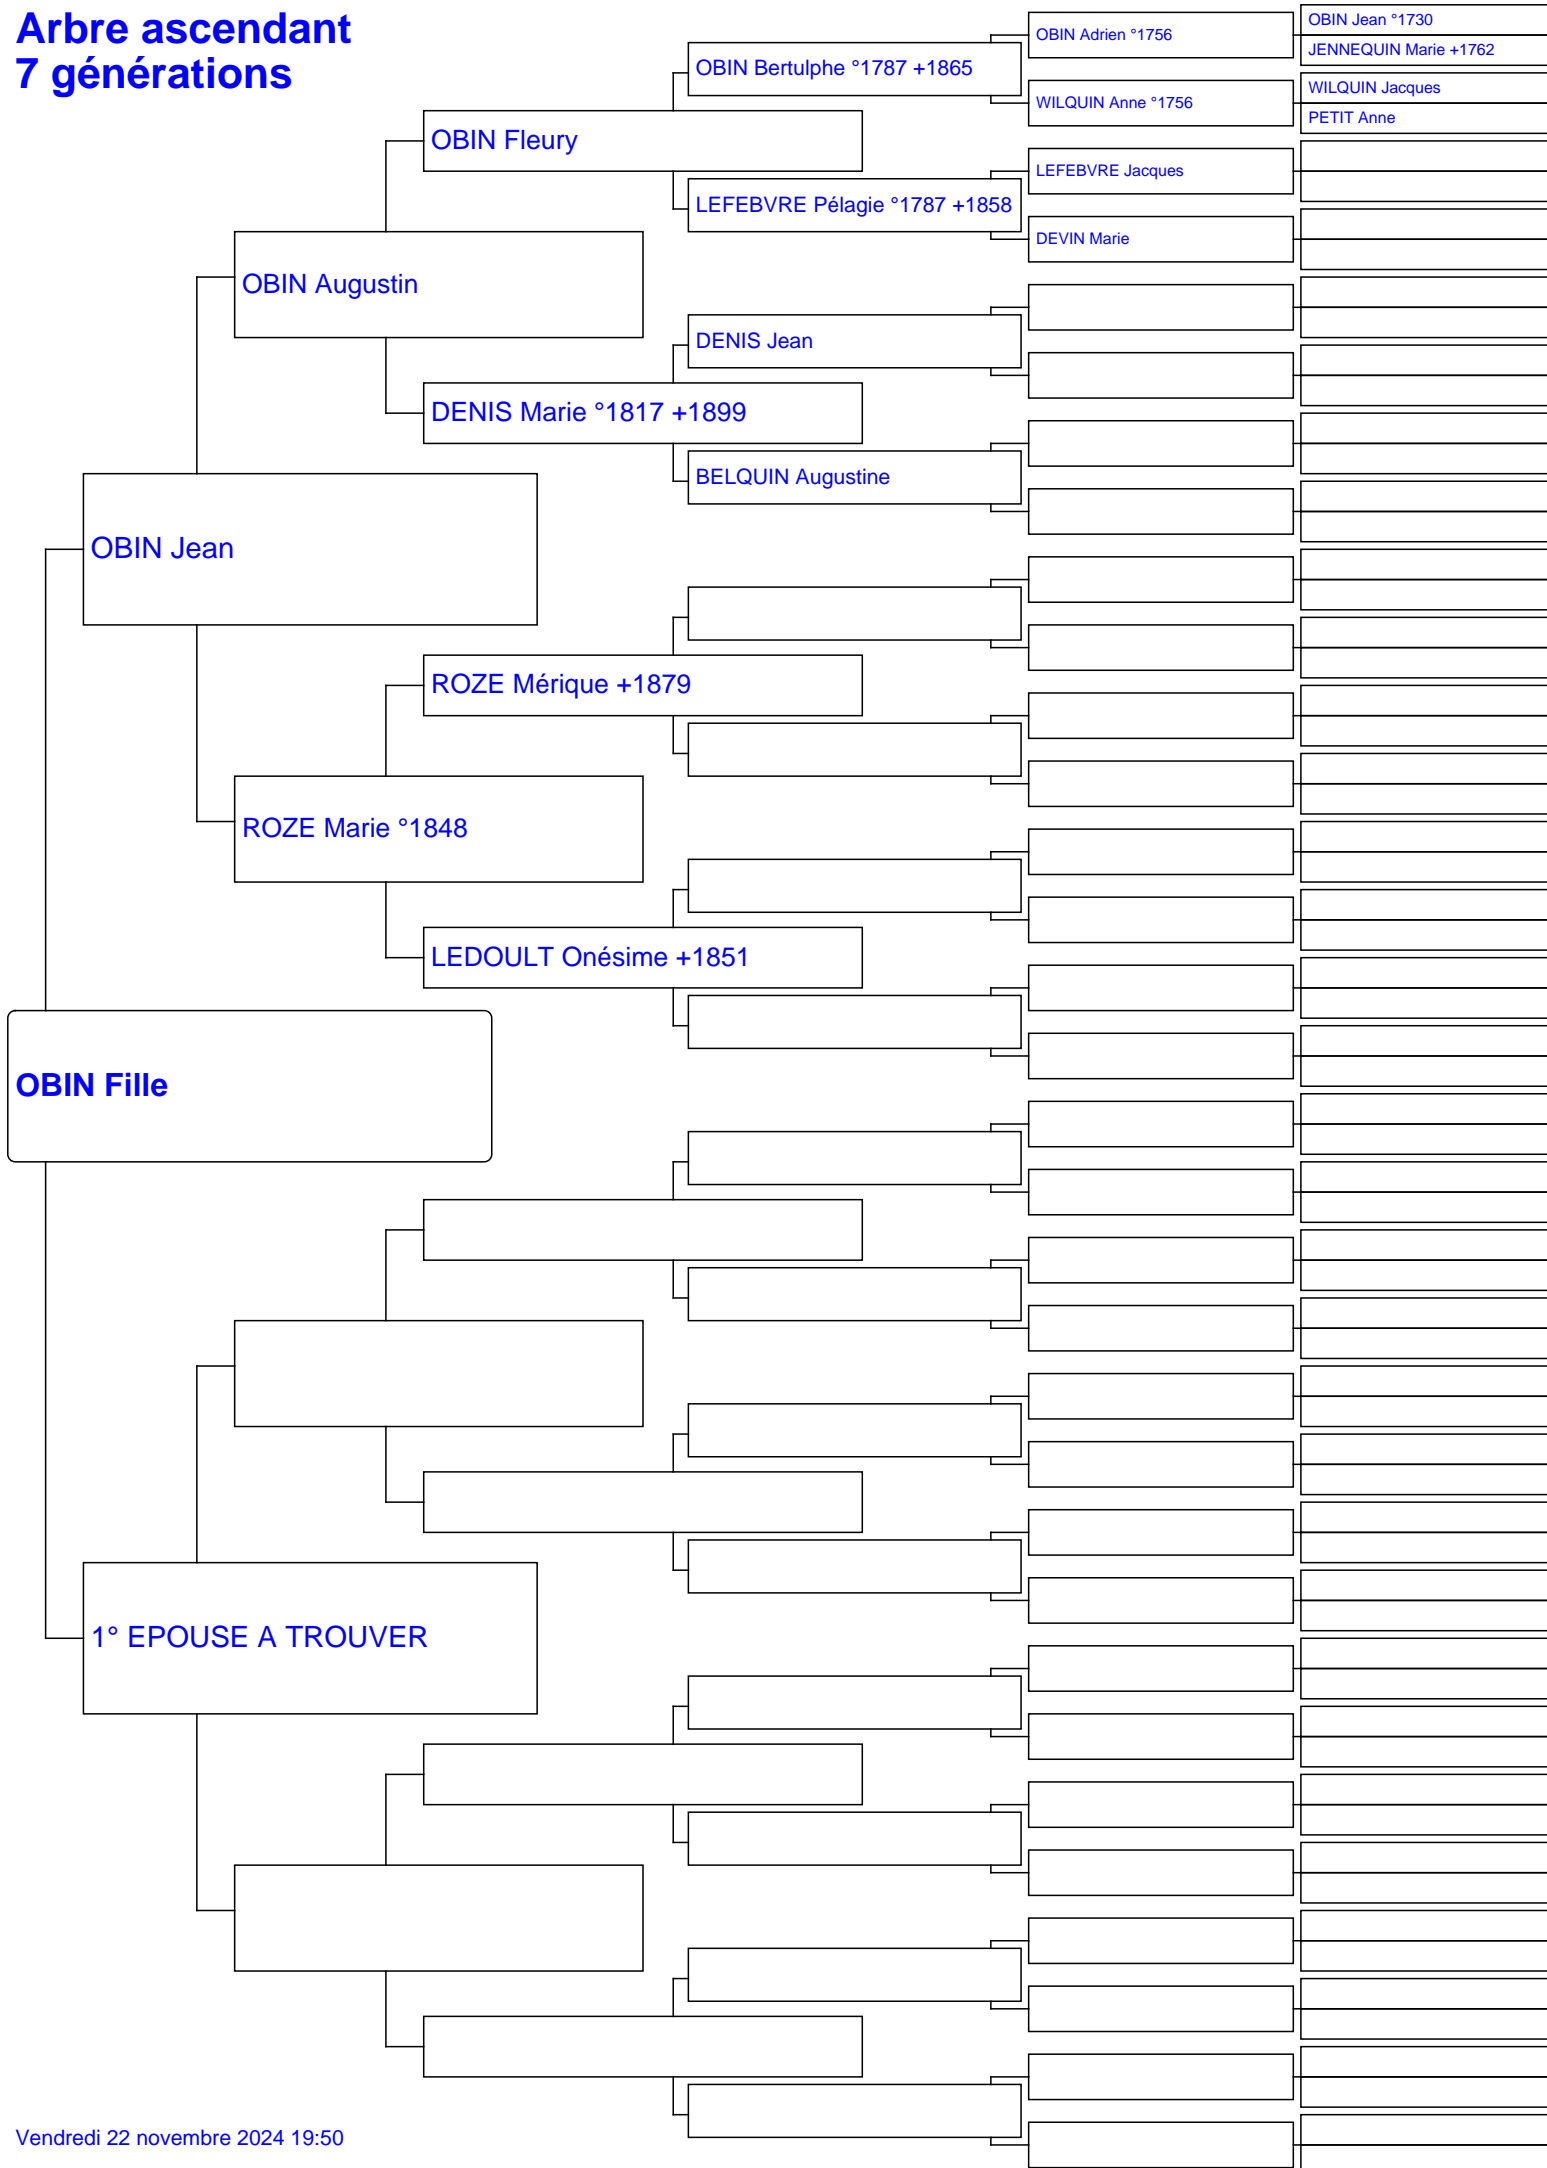 Arbre ascendant
7 générations
OBIN Fille
OBIN Jean
1° EPOUSE A TROUVER
OBIN Augustin
ROZE Marie °1848
OBIN Fleury
DENIS Marie °1817 +1899
ROZE Mérique +1879
LEDOULT Onésime +1851
OBIN Bertulphe °1787 +1865
LEFEBVRE Pélagie °1787 +1858
DENIS Jean
BELQUIN Augustine
OBIN Adrien °1756
WILQUIN Anne °1756
LEFEBVRE Jacques
DEVIN Marie
OBIN Jean °1730
JENNEQUIN Marie +1762
WILQUIN Jacques
PETIT Anne
Vendredi 22 novembre 2024 19:50